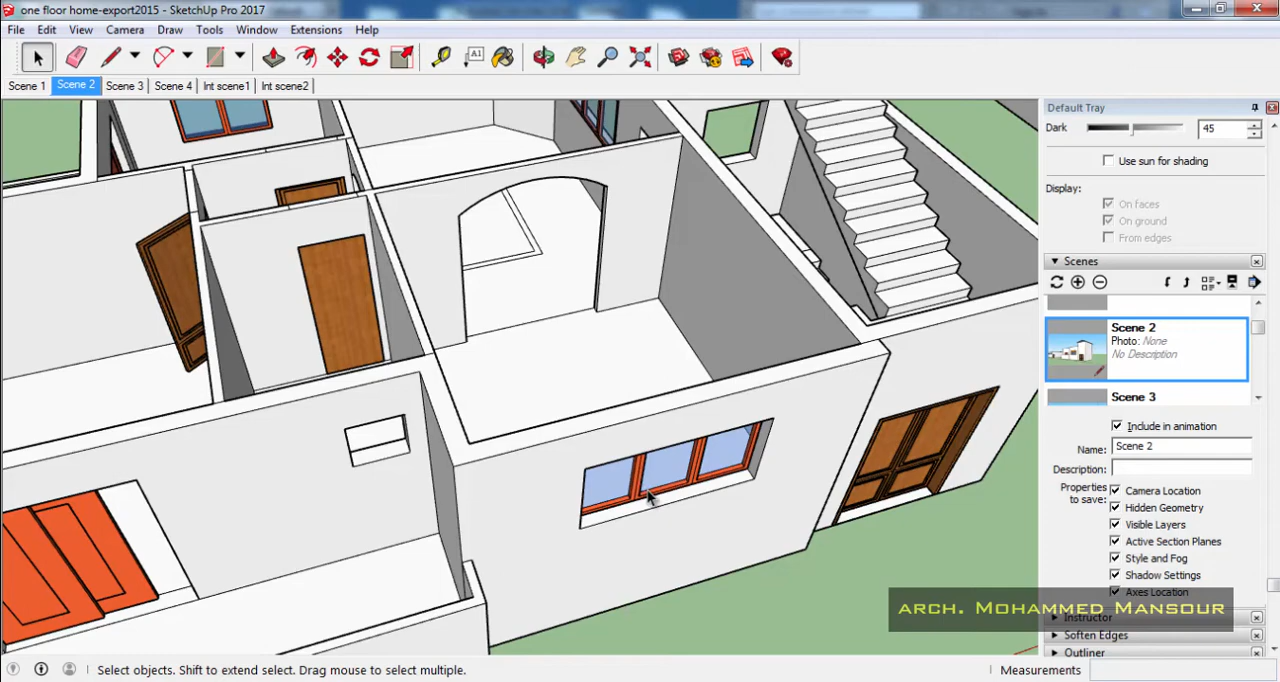 one floor home-export2015 - SketchUp Pro 2017
File Edit View Camera Draw Tools Window Extensions Help
A1
Scene 1 Scene 2 Scene 3 Scene 4 Int scene1 Int scene2
Default Tray
Dark 45
Use sun for shading
Display:
On faces
On ground
From edges
Scenes
Scene 2
Photo: None
No Description
Scene 3
Include in animation
Name: Scene 2
Description:
Properties to save:
Camera Location
Hidden Geometry
Visible Layers
Active Section Planes
Style and Fog
Shadow Settings
Axes Location
ARCH. MOHAMMED MANSOUR
Instructor
Soften Edges
Outliner
Select objects. Shift to extend select. Drag mouse to select multiple.
Measurements